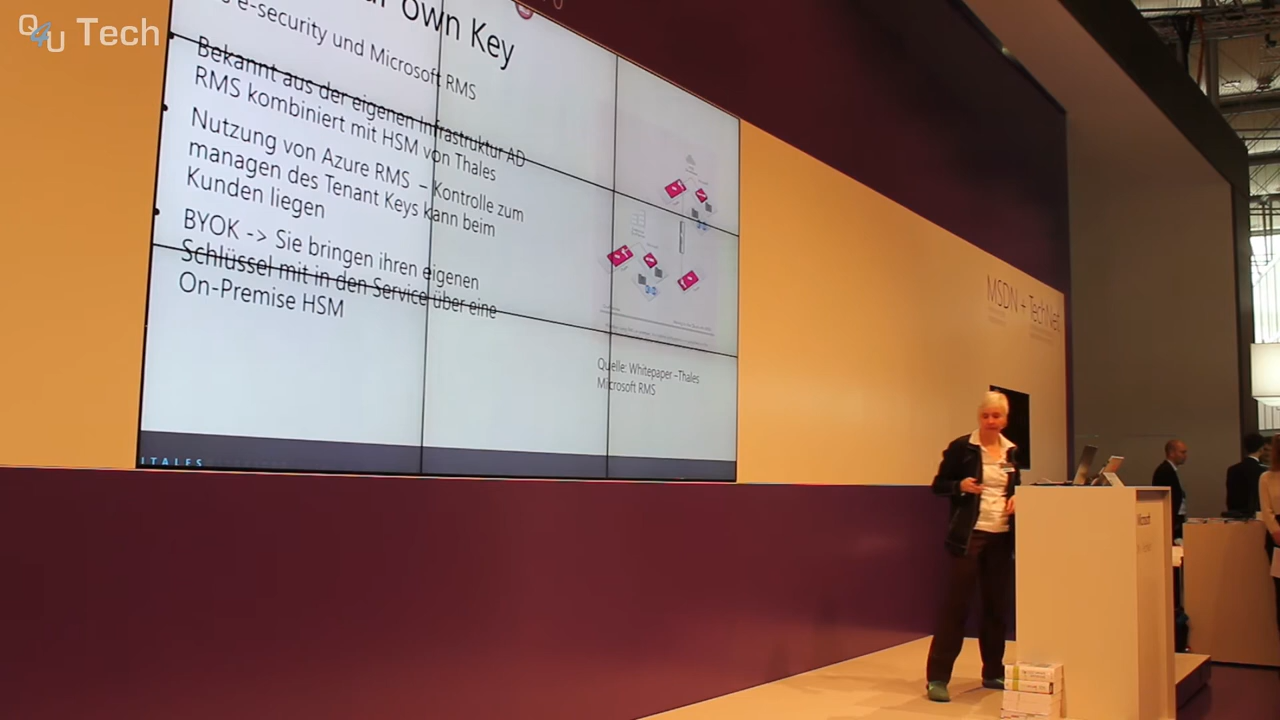 Q4U Tech
own Key
e-security und Microsoft RMS
Bekannt aus der eigenen Infrastruktur AD
RMS kombiniert mit HSM von Thales
Nutzung von Azure RMS – Kontrolle zum
managen des Tenant Keys kann beim
Kunden liegen
BYOK -> Sie bringen ihren eigenen
Schlüssel mit in den Service über eine
On-Premise HSM
Quelle: Whitepaper –Thales
Microsoft RMS
ITALES
MSDN + TechNet
Microsoft